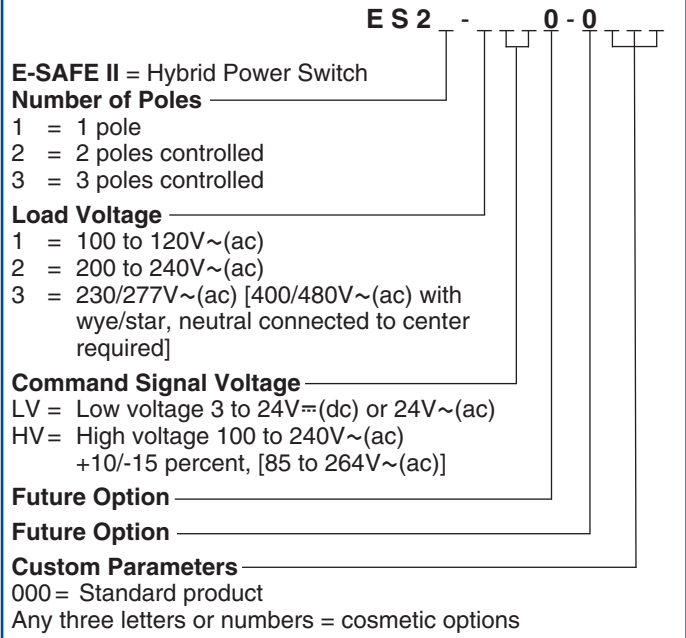 E S 2 _ - _ _ _ 0 - 0 _ _ _
E-SAFE II = Hybrid Power Switch
Number of Poles
1 = 1 pole
2 = 2 poles controlled
3 = 3 poles controlled
Load Voltage
1 = 100 to 120V~(ac)
2 = 200 to 240V~(ac)
3 = 230/277V~(ac) [400/480V~(ac) with
wye/star, neutral connected to center
required]
Command Signal Voltage
LV = Low voltage 3 to 24V⎓(dc) or 24V~(ac)
HV = High voltage 100 to 240V~(ac)
+10/-15 percent, [85 to 264V~(ac)]
Future Option
Future Option
Custom Parameters
000 = Standard product
Any three letters or numbers = cosmetic options